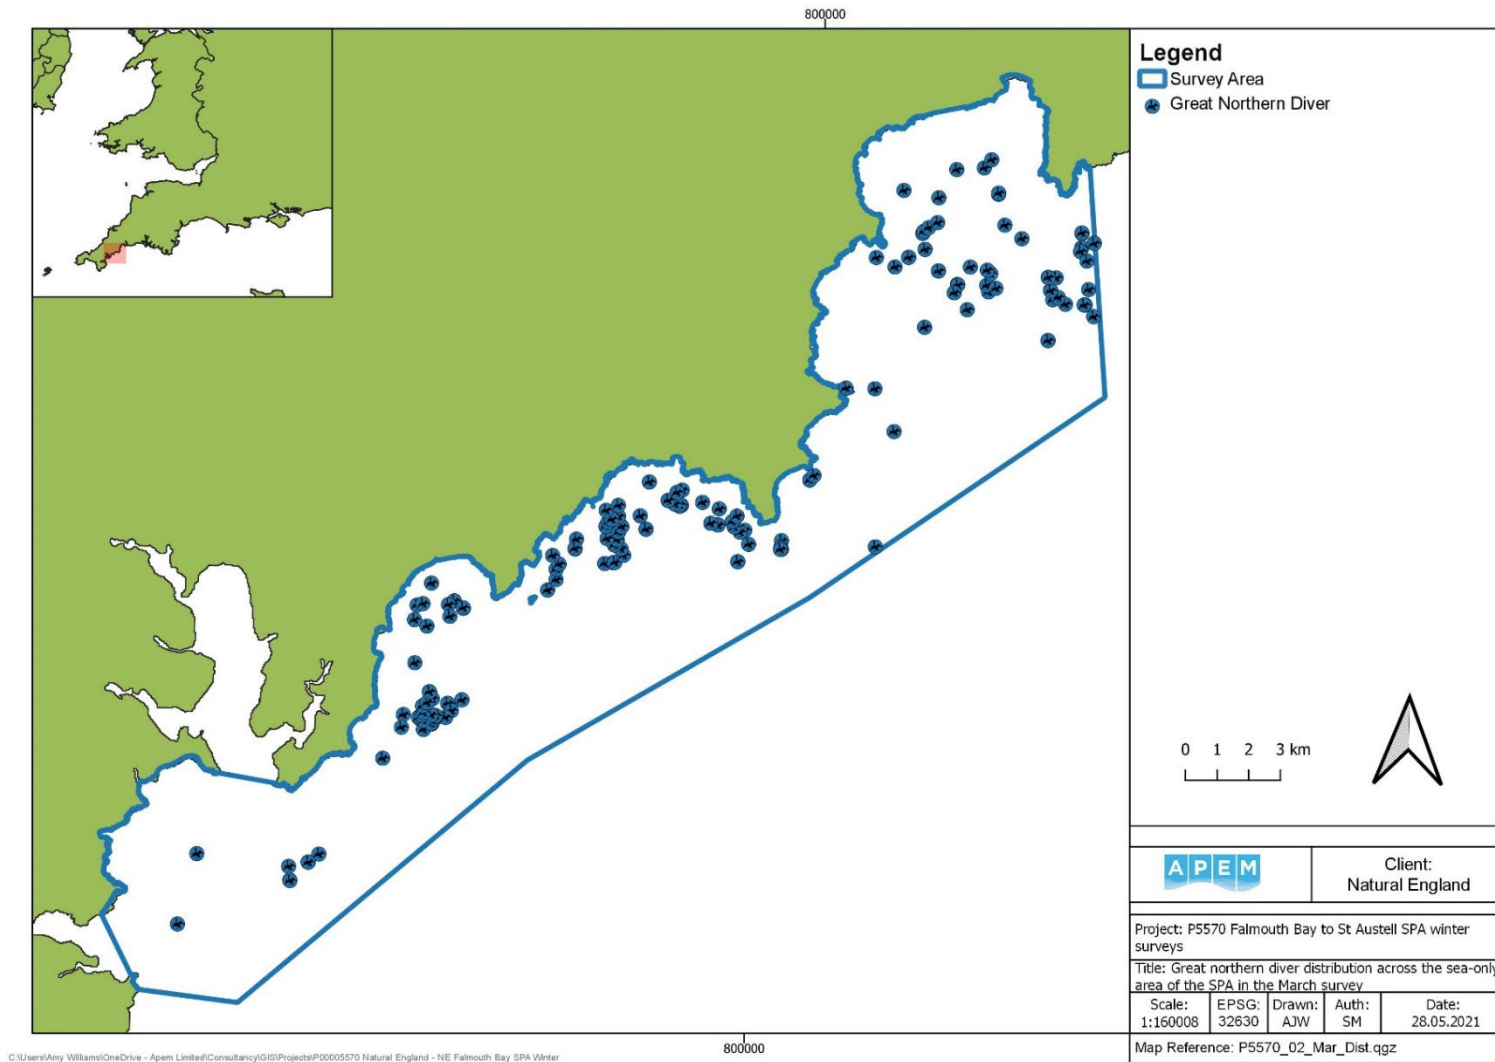 800000
Legend
Survey Area
Great Northern Diver
0 1 2 3 km
APEM
Client:
Natural England
Project: P5570 Falmouth Bay to St Austell SPA winter
surveys
Title: Great northern diver distribution across the sea-only
area of the SPA in the March survey
Scale:
1:160008
EPSG:
32630
Drawn:
AJW
Auth:
SM
Date:
28.05.2021
Map Reference: P5570_02_Mar_Dist.qgz
800000
C:\Users\Amy Williams\OneDrive - Apem Limited\Consultancy\GIS\Projects\P00005570 Natural England - NE Falmouth Bay SPA Winter